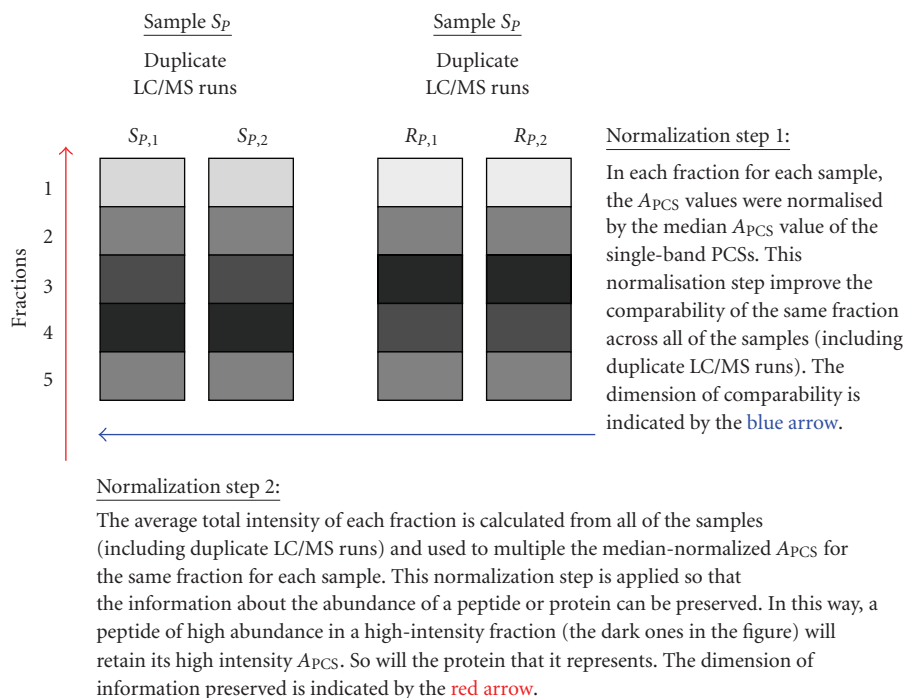 Sample S_P
Sample S_P
Duplicate
LC/MS runs
Duplicate
LC/MS runs
S_P,1
S_P,2
R_P,1
R_P,2
Fractions
1
2
3
4
5
Normalization step 1:
In each fraction for each sample,
the A_PCS values were normalised
by the median A_PCS value of the
single-band PCSs. This
normalisation step improve the
comparability of the same fraction
across all of the samples (including
duplicate LC/MS runs). The
dimension of comparability is
indicated by the blue arrow.
Normalization step 2:
The average total intensity of each fraction is calculated from all of the samples
(including duplicate LC/MS runs) and used to multiple the median-normalized A_PCS for
the same fraction for each sample. This normalization step is applied so that
the information about the abundance of a peptide or protein can be preserved. In this way, a
peptide of high abundance in a high-intensity fraction (the dark ones in the figure) will
retain its high intensity A_PCS. So will the protein that it represents. The dimension of
information preserved is indicated by the red arrow.